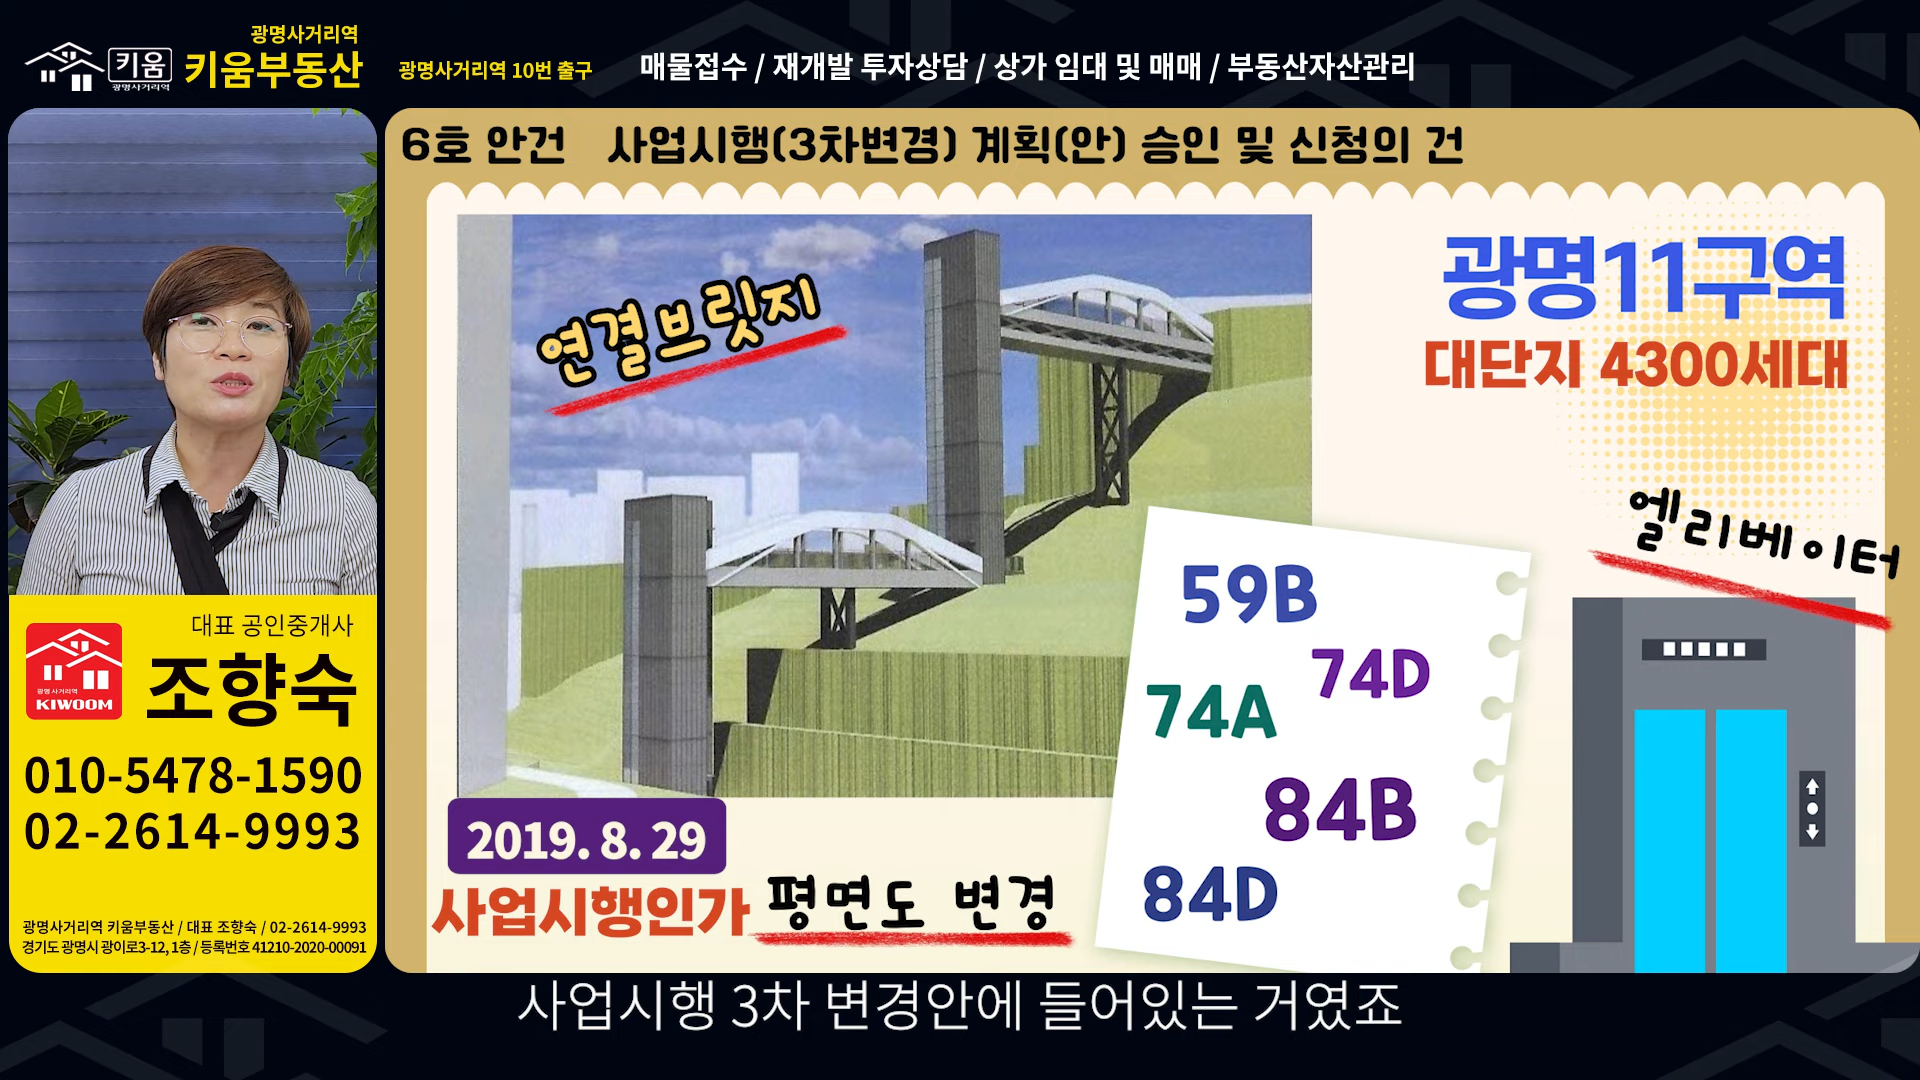 광명사거리역
키움
광명사거리역
키움부동산
광명사거리역 10번 출구
매물접수 / 재개발 투자상담 / 상가 임대 및 매매 / 부동산자산관리
6호 안건 사업시행(3차변경) 계획(안) 승인 및 신청의 건
연결브릿지
광명11구역
대단지 4300세대
엘리베이터
59B
74D
74A
84B
84D
2019. 8. 29
사업시행인가 평면도 변경
대표 공인중개사
조향숙
광명사거리역
KIWOOM
010-5478-1590
02-2614-9993
광명사거리역 키움부동산 / 대표 조향숙 / 02-2614-9993
경기도 광명시 광이로3-12, 1층 / 등록번호 41210-2020-00091
사업시행 3차 변경안에 들어있는 거였죠